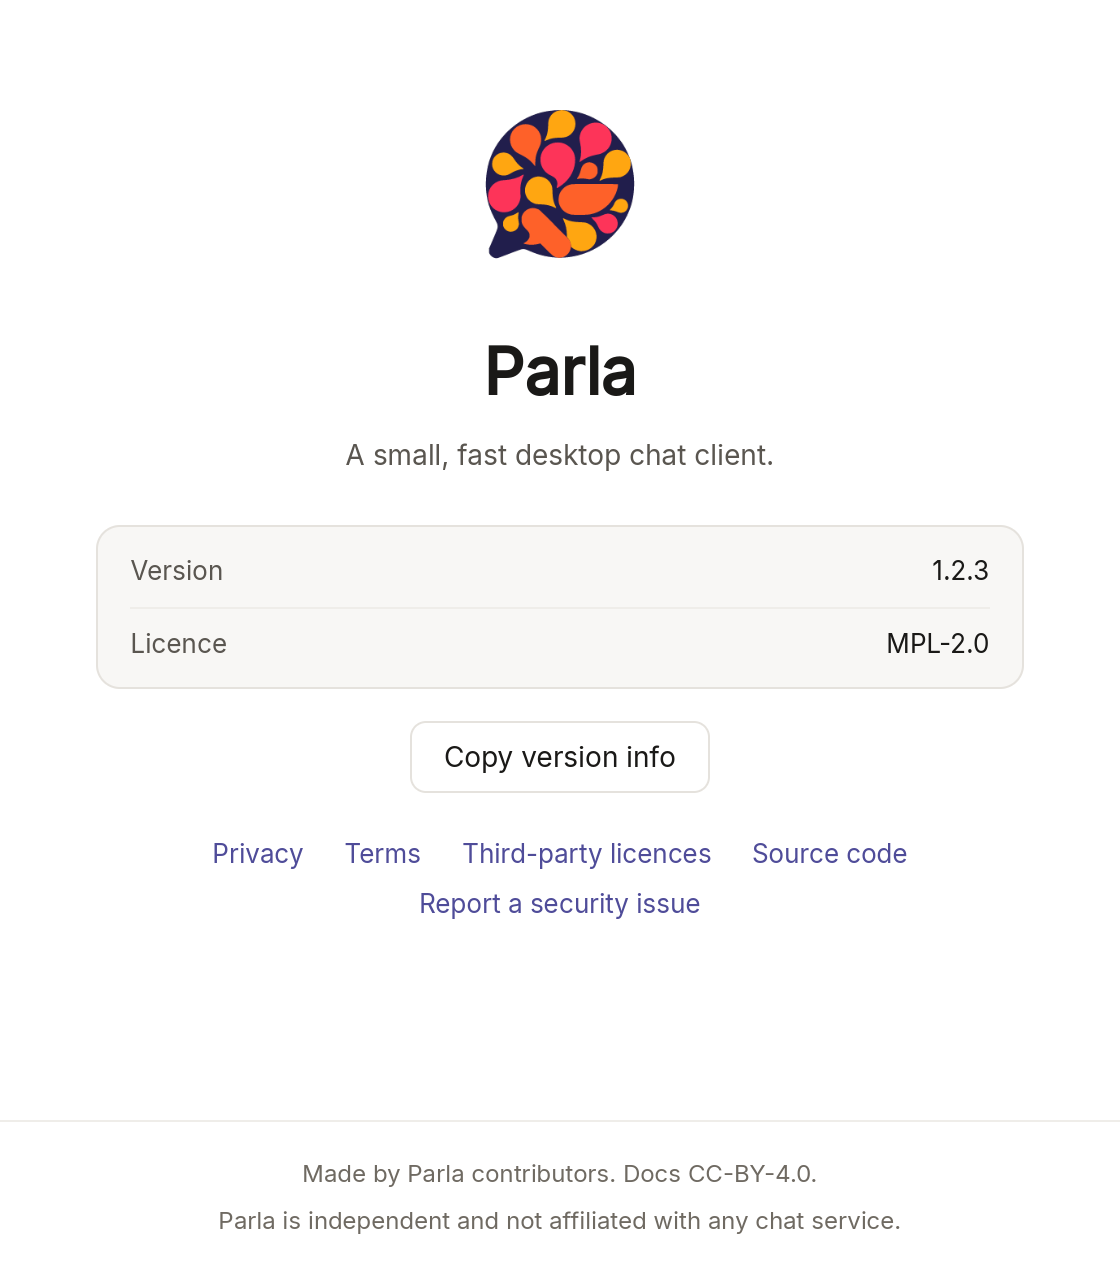 Parla
A small, fast desktop chat client.
Version 1.2.3
Licence MPL-2.0
Copy version info
Privacy Terms Third-party licences Source code
Report a security issue
Made by Parla contributors. Docs CC-BY-4.0.
Parla is independent and not affiliated with any chat service.